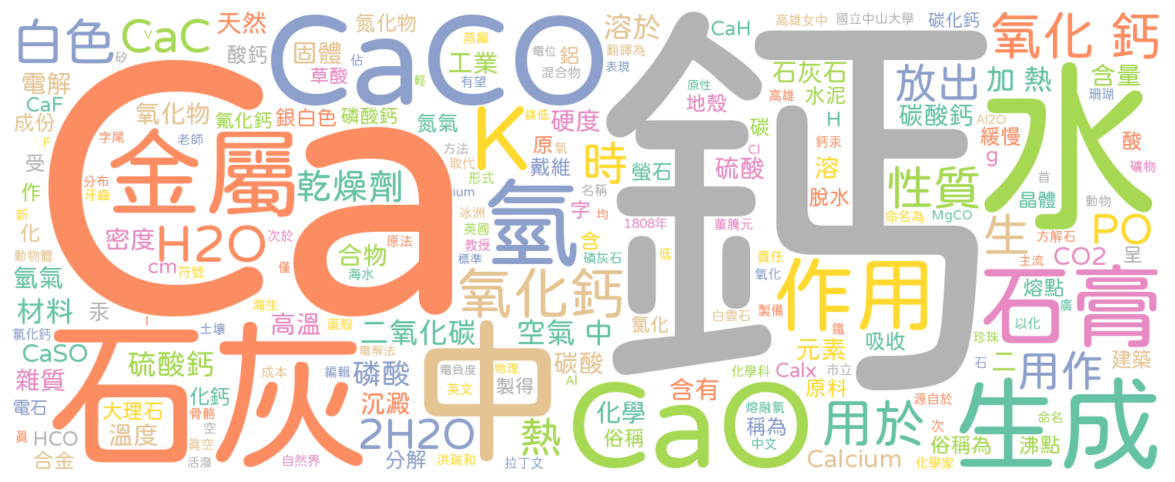 白色
CaC
V
矽
天然
酸鈣
氮化物
固體
草酸
CaCO
蒸餾
佔
工業
有望
輕
電位
鋁
混合物
溶於
翻譯為
表現
CaH
高雄女中
國立中山大學
碳化鈣
氧化 鈣
電解
CaF
成份
F
氧化物
氟化鈣
銀白色
磷酸鈣
氮氣
K
鎂低
硬度
原
氧
時
原性
地殼
鈣
石灰石
高雄
水泥
H
鈣汞
放出
加 熱
含量
珊瑚
碳酸鈣
Al2O
緩慢
酸
g
水
礦物
Ca
字尾
老師
受
分布
牙齒
作
新
化
動物體
金屬
乾燥劑
方法
取代
形式
ium
戴維
名稱
字
均
螢石
碳
Cl
硫酸
溶
脫水
性質
命名為
MgCO
首
晶體
動物
密度
H2O
次於
原法
cm
符號
僅
合物
海水
氫
冰洲
英國
教授
標準
含
磷灰石
1808年
董騰元
低
責任
氧化
作用
生
方解石
主流
PO
呈
CO2
氫氣
材料
汞
氯化鈣
I
土壤
海生
蛋殼
高溫
二氧化碳
氧化鈣
空氣 中
氯化
白雲石
製備
鐵
吸收
熔點
廣
石膏
以化
珍珠
CaSO
雜質
硫酸鈣
化鈣
成本
編輯
電解法
磷酸
電負度
英文
物理
製得
碳酸
Al
含有
化學科
Calx
市立
元素
原料
二
石
用作
建築
電石
真
HCO
合金
石灰
大理石
溫度
骨骼
空
真空
活潑
自然界
沉澱
2H2O
分解
洪瑞和
中
拉丁文
熱
化學
俗稱
CaO
熔融氯
稱為
中文
用於
Calcium
源自於
次
俗稱為
化學家
沸點
命名
生成